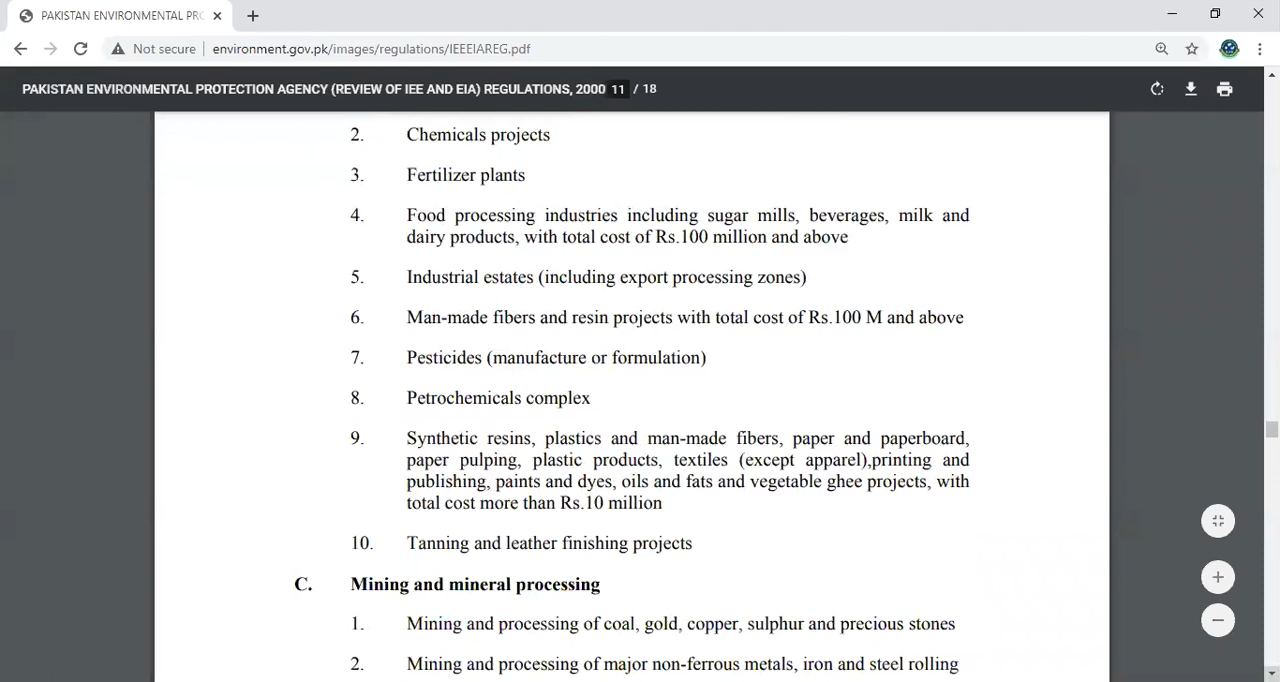 PAKISTAN ENVIRONMENTAL PRO
Not secure
environment.gov.pk/images/regulations/IEEEIAREG.pdf
PAKISTAN ENVIRONMENTAL PROTECTION AGENCY (REVIEW OF IEE AND EIA) REGULATIONS, 2000 11 / 18
2. Chemicals projects
3. Fertilizer plants
4. Food processing industries including sugar mills, beverages, milk and
dairy products, with total cost of Rs.100 million and above
5. Industrial estates (including export processing zones)
6. Man-made fibers and resin projects with total cost of Rs.100 M and above
7. Pesticides (manufacture or formulation)
8. Petrochemicals complex
9. Synthetic resins, plastics and man-made fibers, paper and paperboard,
paper pulping, plastic products, textiles (except apparel),printing and
publishing, paints and dyes, oils and fats and vegetable ghee projects, with
total cost more than Rs.10 million
10. Tanning and leather finishing projects
C. Mining and mineral processing
1. Mining and processing of coal, gold, copper, sulphur and precious stones
2. Mining and processing of major non-ferrous metals, iron and steel rolling